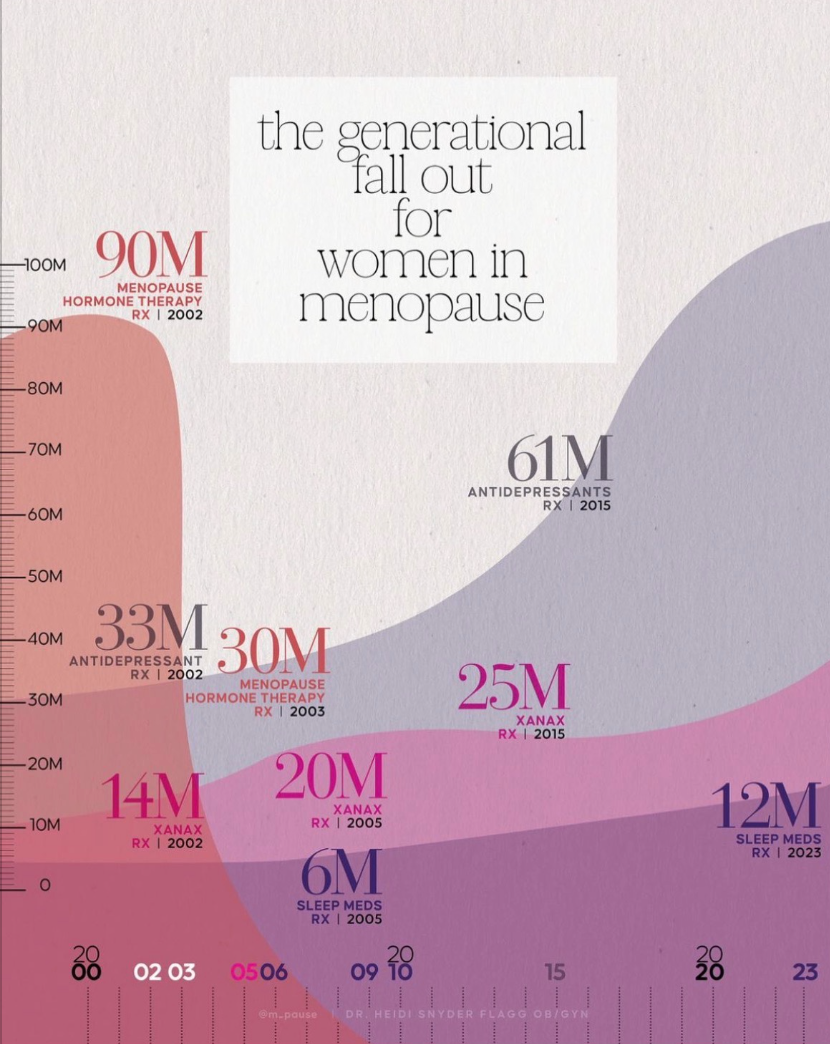 the generational
fall out
for
women in
menopause
100M
90M
MENOPAUSE
HORMONE THERAPY
RX | 2002
90M
80M
70M
61M
ANTIDEPRESSANTS
RX | 2015
60M
50M
40M
33M
ANTIDEPRESSANT
RX | 2002
30M
MENOPAUSE
HORMONE THERAPY
RX | 2003
30M
25M
XANAX
RX | 2015
20M
20M
XANAX
RX | 2005
14M
XANAX
RX | 2002
12M
SLEEP MEDS
RX | 2023
10M
6M
SLEEP MEDS
RX | 2005
0
20 20 20
00 02 03 05 06 09 10 15 20 23
@m_pause | DR. HEIDI SNYDER FLAGG OB/GYN